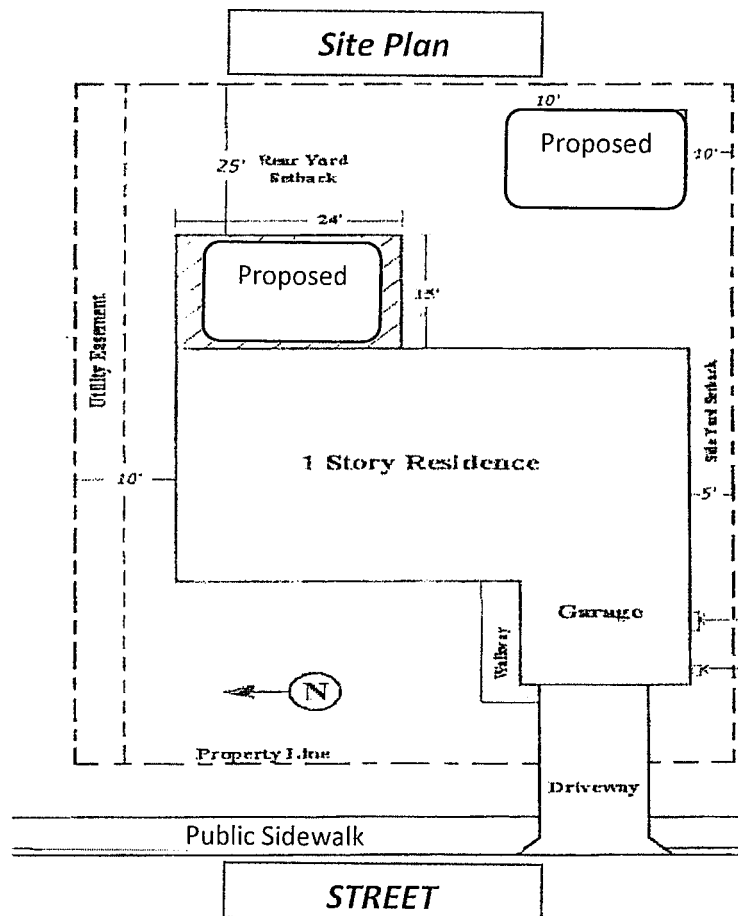 Site Plan
10'
Proposed
10'
25'
Rear Yard
Setback
24'
Proposed
15'
Utility Easement
Side Yard Setback
1 Story Residence
10'
5'
Garage
Walkway
N
Property Line
Driveway
Public Sidewalk
STREET